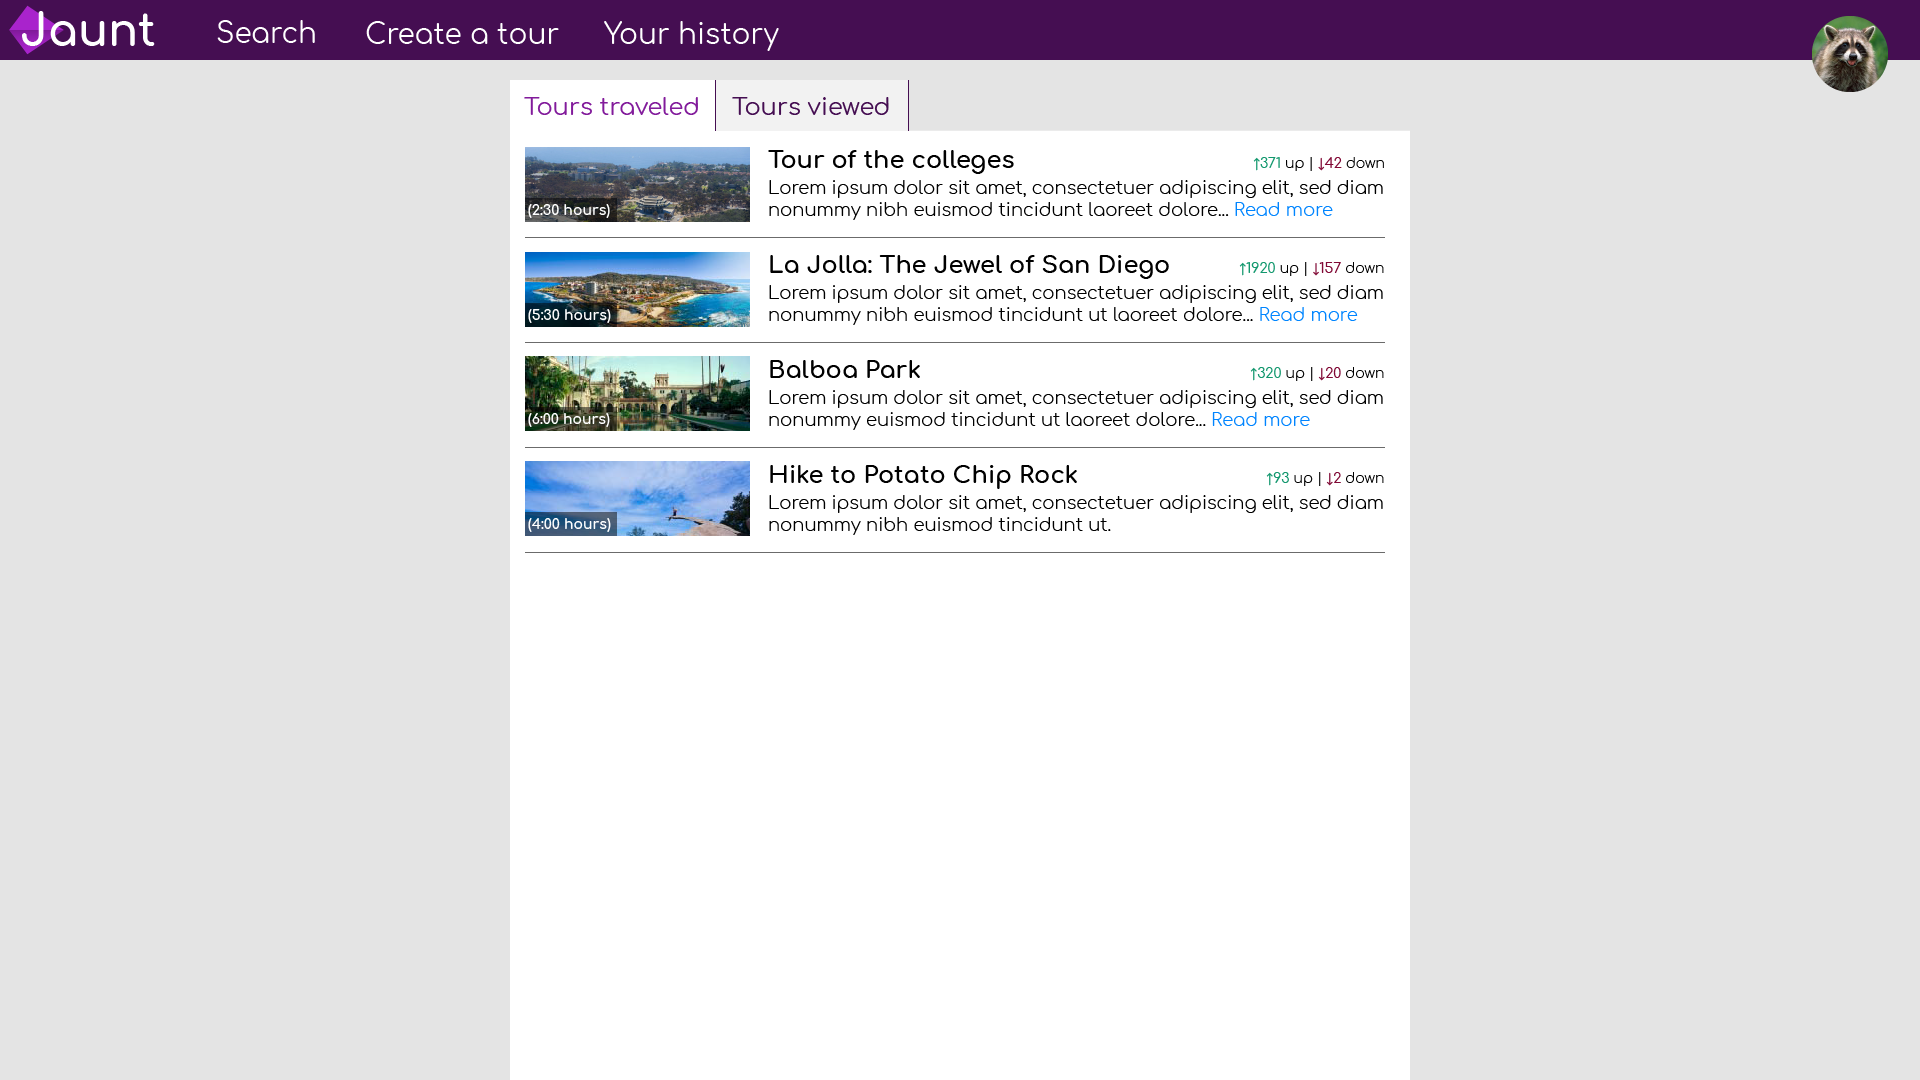 Jaunt Search Create a tour Your history
Tours traveled Tours viewed
Tour of the colleges ↑371 up | ↓42 down
Lorem ipsum dolor sit amet, consectetuer adipiscing elit, sed diam
(2:30 hours) nonummy nibh euismod tincidunt laoreet dolore... Read more
La Jolla: The Jewel of San Diego ↑1920 up | ↓157 down
Lorem ipsum dolor sit amet, consectetuer adipiscing elit, sed diam
(5:30 hours) nonummy nibh euismod tincidunt ut laoreet dolore... Read more
Balboa Park ↑320 up | ↓20 down
Lorem ipsum dolor sit amet, consectetuer adipiscing elit, sed diam
(6:00 hours) nonummy euismod tincidunt ut laoreet dolore... Read more
Hike to Potato Chip Rock ↑93 up | ↓2 down
Lorem ipsum dolor sit amet, consectetuer adipiscing elit, sed diam
(4:00 hours) nonummy nibh euismod tincidunt ut.